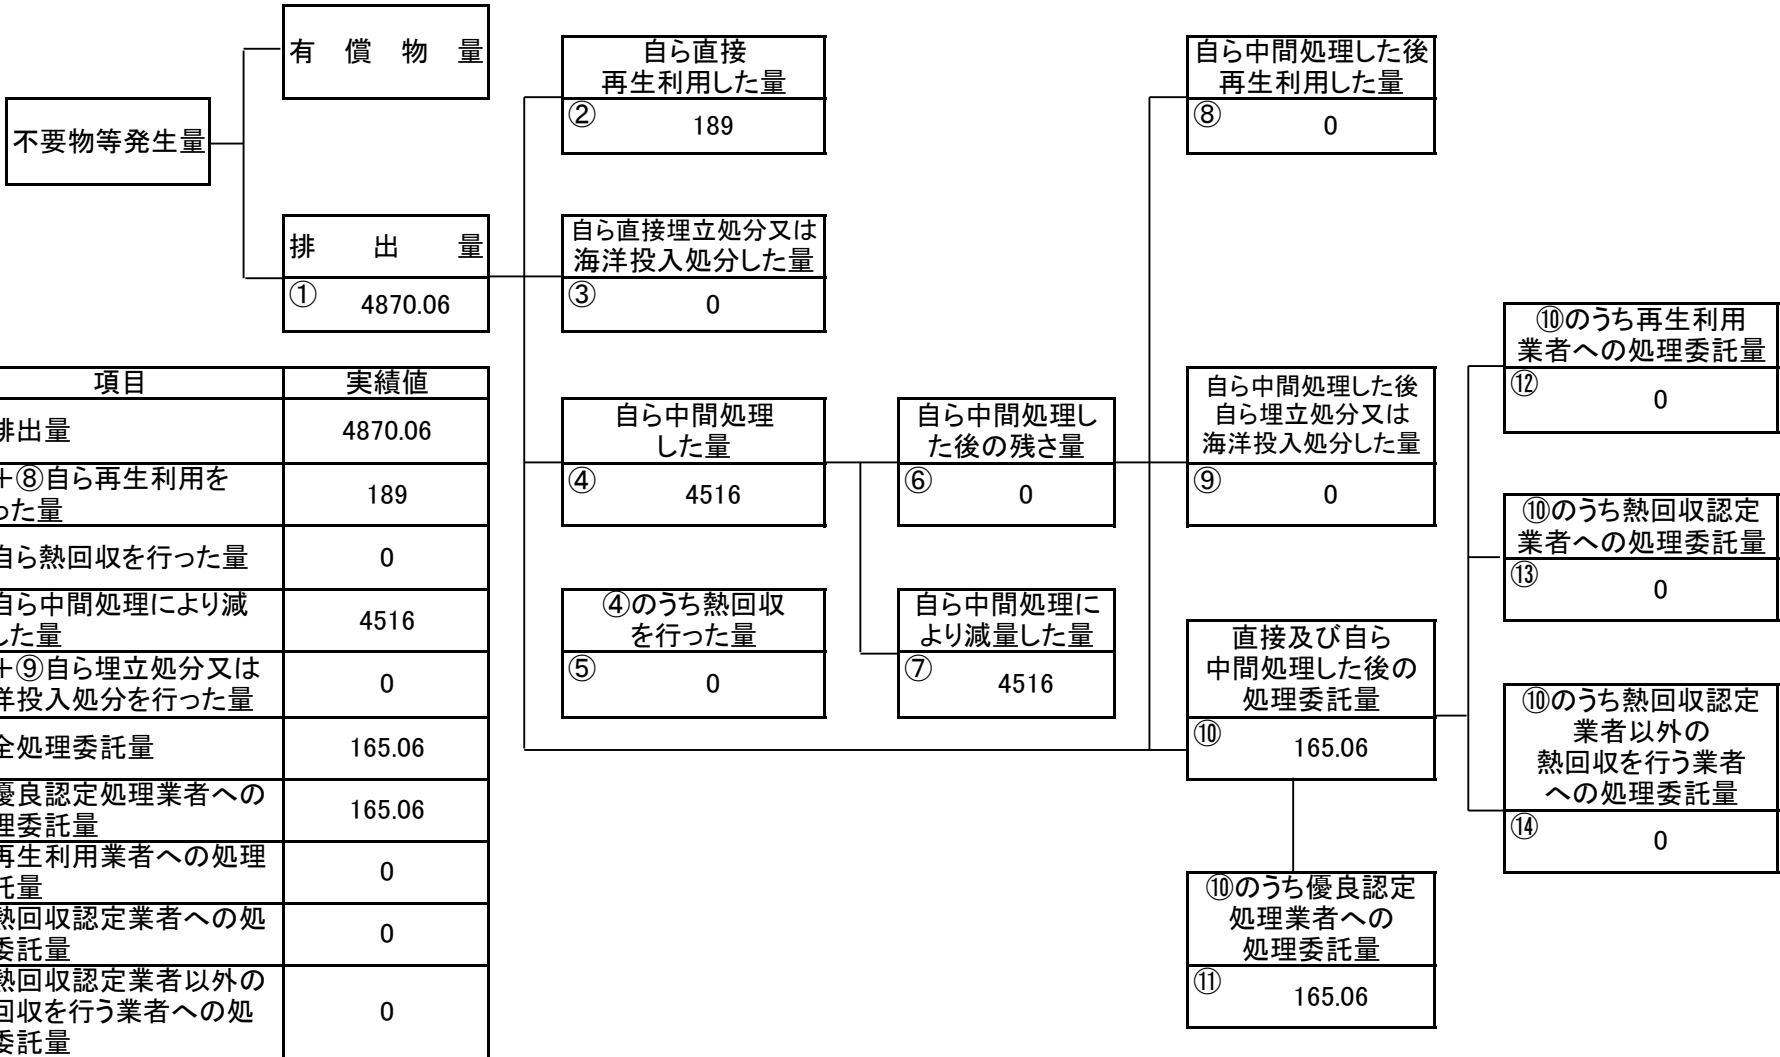 有償物量
不要物等発生量
排出量
① 4870.06
自ら直接
再生利用した量
② 189
自ら直接埋立処分又は
海洋投入処分した量
③ 0
自ら中間処理
した量
④ 4516
④のうち熱回収
を行った量
⑤ 0
自ら中間処理し
た後の残さ量
⑥ 0
自ら中間処理に
より減量した量
⑦ 4516
自ら中間処理した後
再生利用した量
⑧ 0
自ら中間処理した後
自ら埋立処分又は
海洋投入処分した量
⑨ 0
直接及び自ら
中間処理した後の
処理委託量
⑩ 165.06
⑩のうち優良認定
処理業者への
処理委託量
⑪ 165.06
⑩のうち再生利用
業者への処理委託量
⑫ 0
⑩のうち熱回収認定
業者への処理委託量
⑬ 0
⑩のうち熱回収認定
業者以外の
熱回収を行う業者
への処理委託量
⑭ 0
項目 実績値
排出量 4870.06
+⑧自ら再生利用を
った量 189
自ら熱回収を行った量 0
自ら中間処理により減
した量 4516
+⑨自ら埋立処分又は
洋投入処分を行った量 0
全処理委託量 165.06
優良認定処理業者への
理委託量 165.06
再生利用業者への処理
託量 0
熱回収認定業者への処
委託量 0
熱回収認定業者以外の
回収を行う業者への処
委託量 0